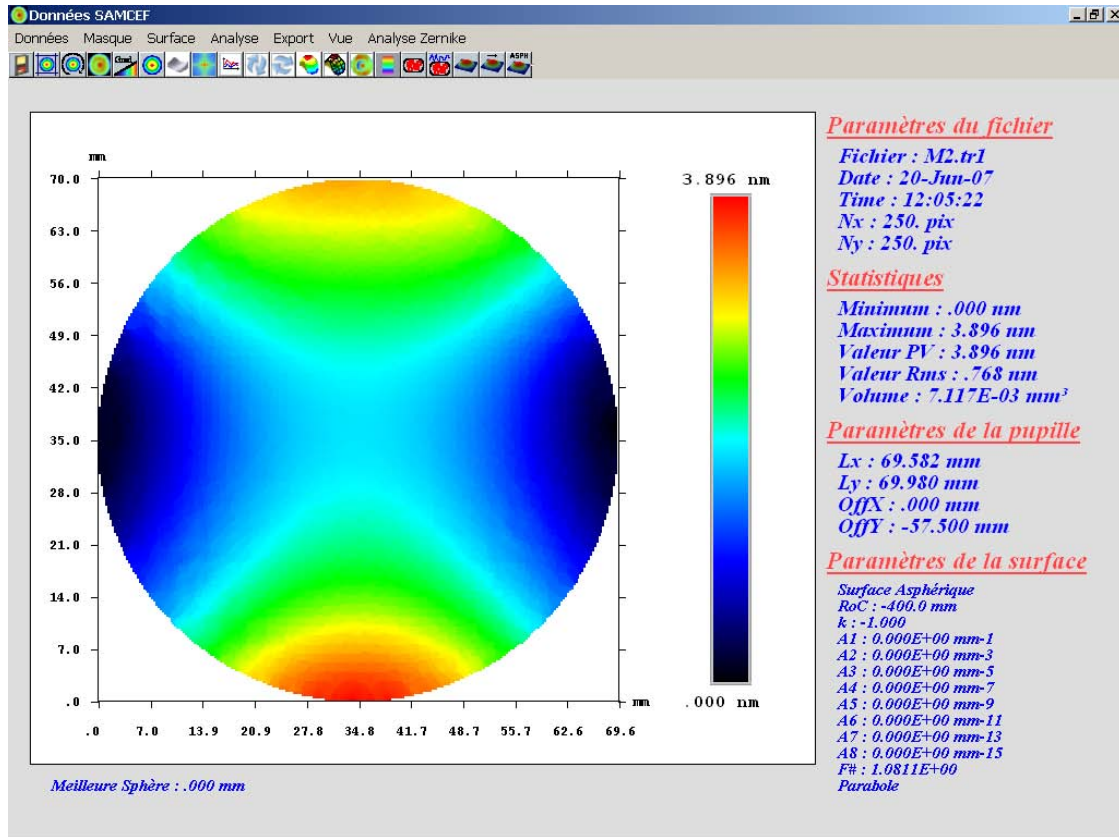 Données SAMCEF
Données Masque Surface Analyse Export Vue Analyse Zernike
ASPH
mm
70.0
63.0
56.0
49.0
42.0
35.0
28.0
21.0
14.0
7.0
.0
mm
.0 7.0 13.9 20.9 27.8 34.8 41.7 48.7 55.7 62.6 69.6
3.896 nm
.000 nm
Meilleure Sphère : .000 mm
Paramètres du fichier
Fichier : M2.tr1
Date : 20-Jun-07
Time : 12:05:22
Nx : 250. pix
Ny : 250. pix
Statistiques
Minimum : .000 nm
Maximum : 3.896 nm
Valeur PV : 3.896 nm
Valeur Rms : .768 nm
Volume : 7.117E-03 mm³
Paramètres de la pupille
Lx : 69.582 mm
Ly : 69.980 mm
OffX : .000 mm
OffY : -57.500 mm
Paramètres de la surface
Surface Asphérique
RoC : -400.0 mm
k : -1.000
A1 : 0.000E+00 mm-1
A2 : 0.000E+00 mm-3
A3 : 0.000E+00 mm-5
A4 : 0.000E+00 mm-7
A5 : 0.000E+00 mm-9
A6 : 0.000E+00 mm-11
A7 : 0.000E+00 mm-13
A8 : 0.000E+00 mm-15
F# : 1.0811E+00
Parabole